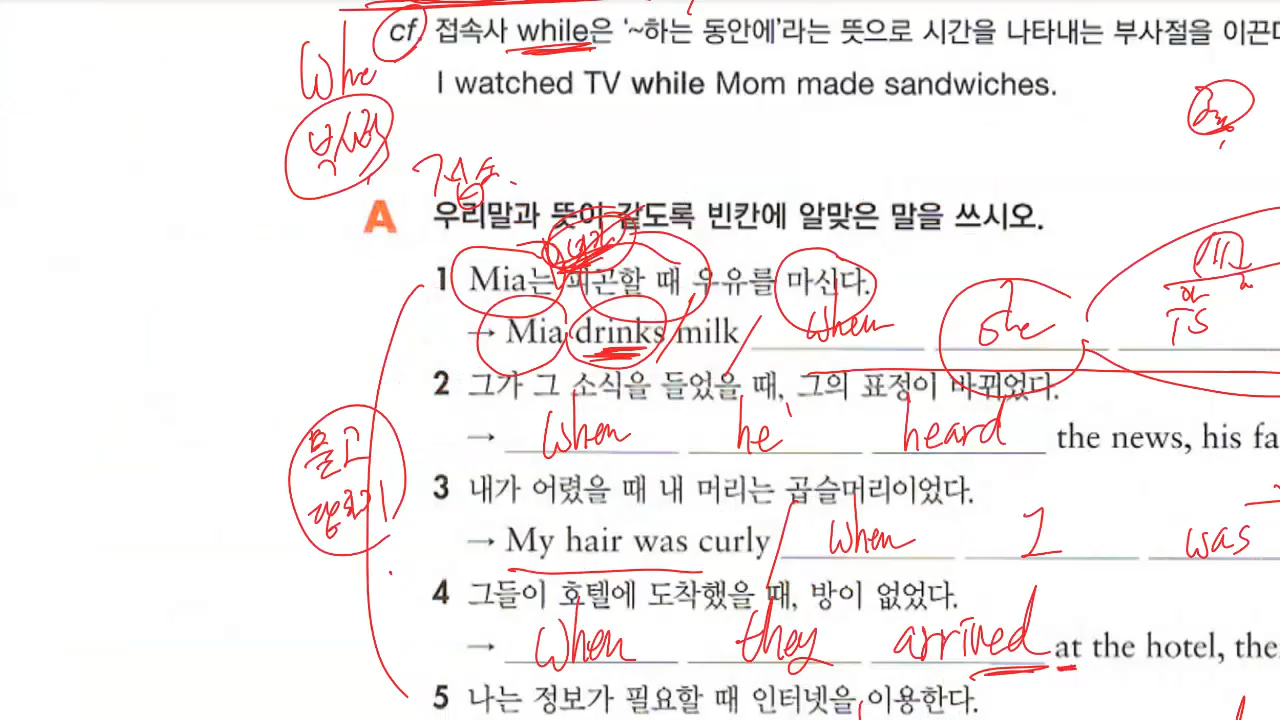 cf 접속사 while은 '~하는 동안에'라는 뜻으로 시간을 나타내는 부사절을 이끈다
I watched TV while Mom made sandwiches.
Whe
부사절
A 우리말과 뜻이 같도록 빈칸에 알맞은 말을 쓰시오.
1 Mia는 피곤할 때 우유를 마신다.
→ Mia drinks milk when she is
2 그가 그 소식을 들었을 때, 그의 표정이 바뀌었다.
→ when he heard the news, his fa
3 내가 어렸을 때 내 머리는 곱슬머리이었다.
→ My hair was curly when I was
4 그들이 호텔에 도착했을 때, 방이 없었다.
→ when they arrived at the hotel, the
5 나는 정보가 필요할 때 인터넷을 이용한다.